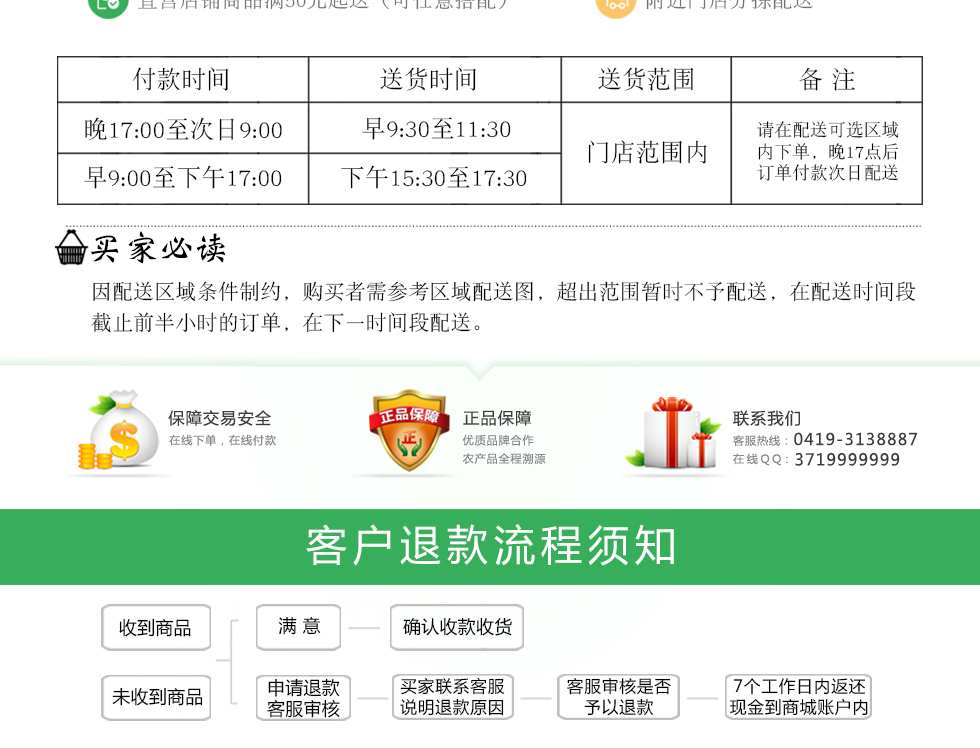 直营店铺商品满50元起送（可任意搭配）
附近门店分拣配送
付款时间 送货时间 送货范围 备 注
晚17:00至次日9:00 早9:30至11:30
早9:00至下午17:00 下午15:30至17:30
门店范围内
请在配送可选区域
内下单，晚17点后
订单付款次日配送
买家必读
因配送区域条件制约，购买者需参考区域配送图，超出范围暂时不予配送，在配送时间段
截止前半小时的订单，在下一时间段配送。
保障交易安全
在线下单，在线付款
正品保障
正
正品保障
优质品牌合作
农产品全程溯源
联系我们
客服热线：0419-3138887
在线QQ：3719999999
客户退款流程须知
收到商品 满 意 确认收款收货
未收到商品
申请退款
客服审核
买家联系客服
说明退款原因
客服审核是否
予以退款
7个工作日内返还
现金到商城账户内